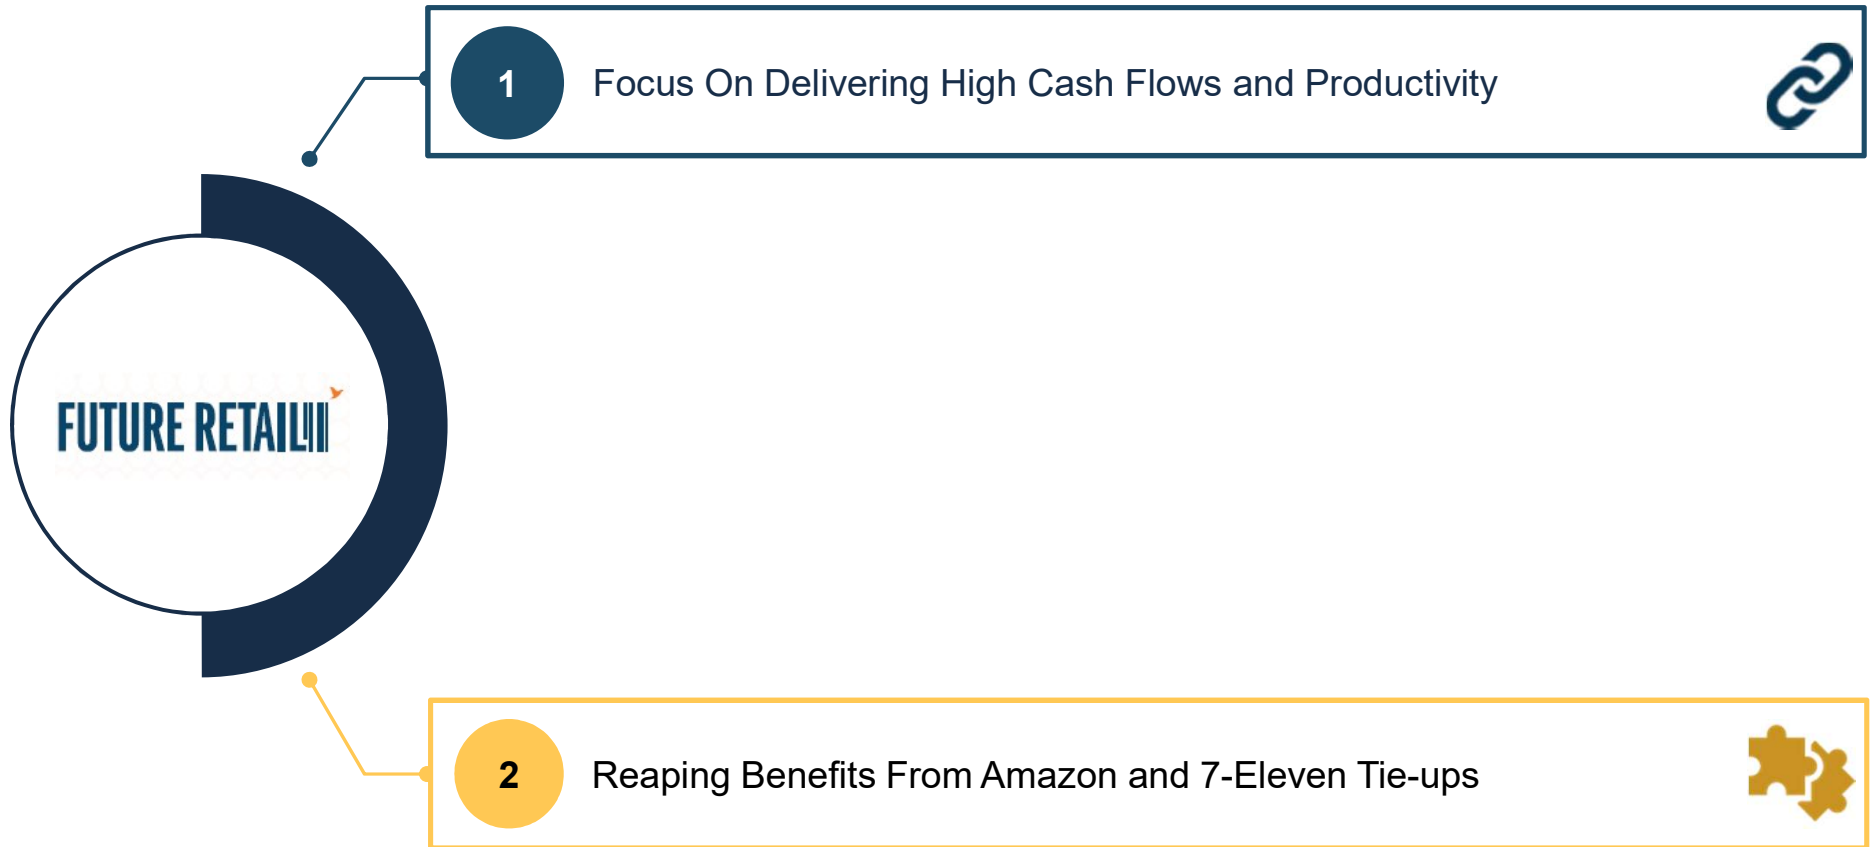 1
Focus On Delivering High Cash Flows and Productivity
FUTURE RETAIL
2
Reaping Benefits From Amazon and 7-Eleven Tie-ups